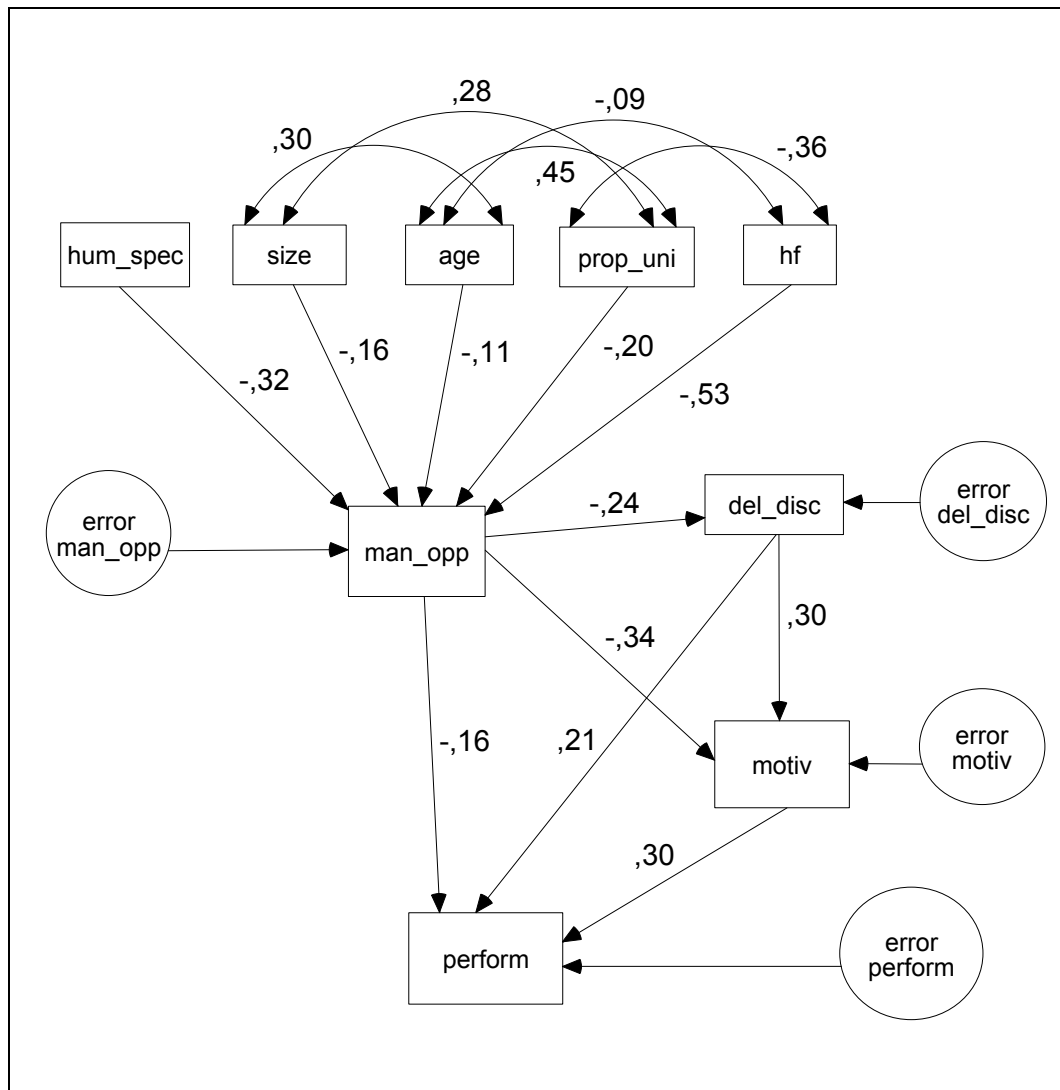 ,28
-,09
,30
,45
-,36
hum_spec
size
age
prop_uni
hf
-,16
-,11
-,20
-,32
-,53
error
man_opp
man_opp
-,24
del_disc
error
del_disc
-,34
,30
-,16
,21
motiv
error
motiv
,30
perform
error
perform